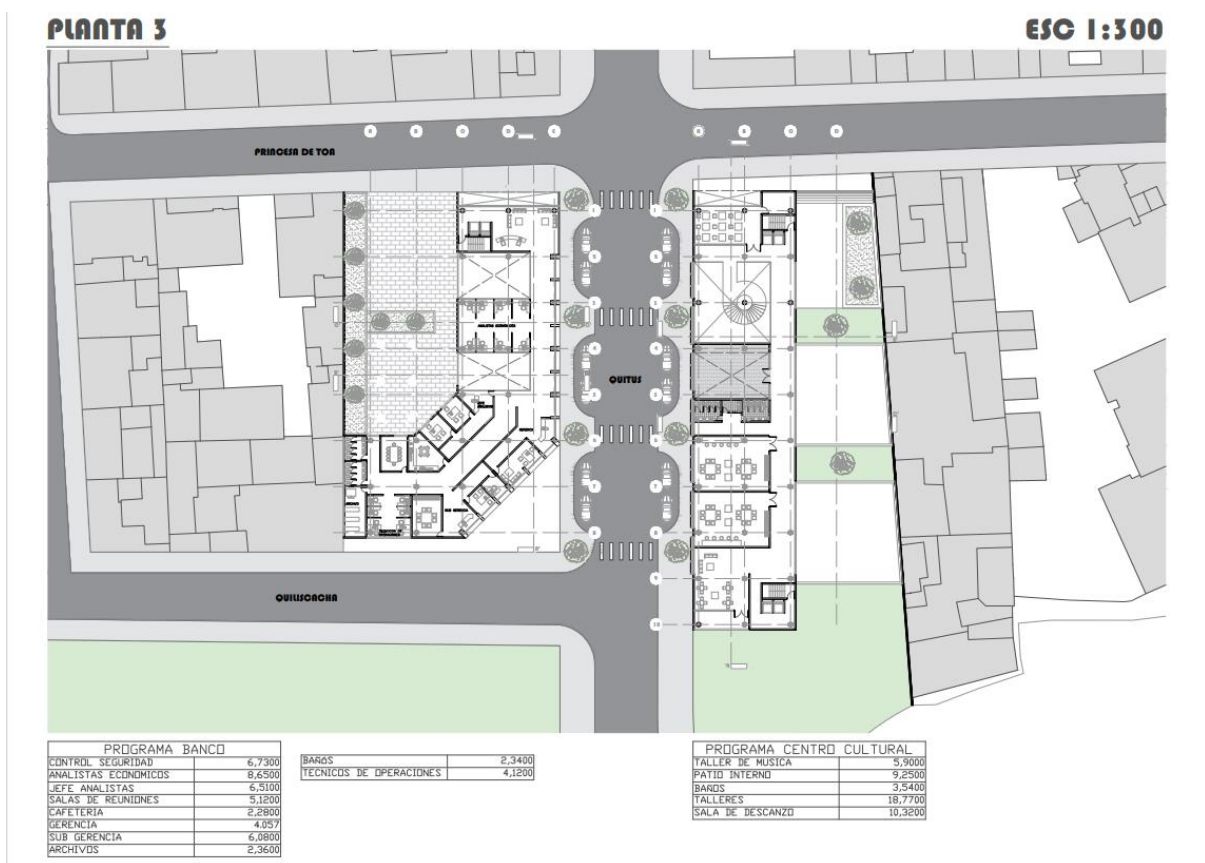 PLANTA 3
ESC 1:300
PRINCESA DE TOA
QUITUS
QUILISCACHA
PROGRAMA BANCO
CONTROL SEGURIDAD 6,7300
ANALISTAS ECONOMICOS 8,6500
JEFE ANALISTAS 6,5100
SALAS DE REUNIONES 5,1200
CAFETERIA 2,2800
GERENCIA 4.057
SUB GERENCIA 6,0800
ARCHIVOS 2,3600
BAÑOS 2,3400
TECNICOS DE OPERACIONES 4,1200
PROGRAMA CENTRO CULTURAL
TALLER DE MUSICA 5,9000
PATIO INTERNO 9,2500
BAÑOS 3,5400
TALLERES 18,7700
SALA DE DESCANZO 10,3200